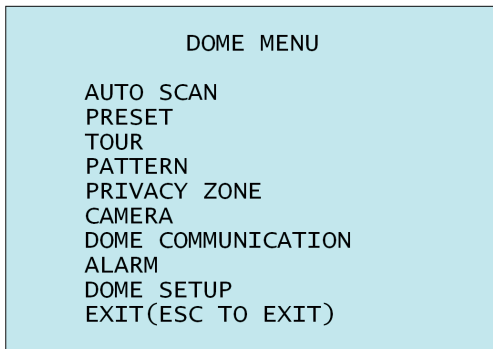 DOME MENU
AUTO SCAN
PRESET
TOUR
PATTERN
PRIVACY ZONE
CAMERA
DOME COMMUNICATION
ALARM
DOME SETUP
EXIT(ESC TO EXIT)